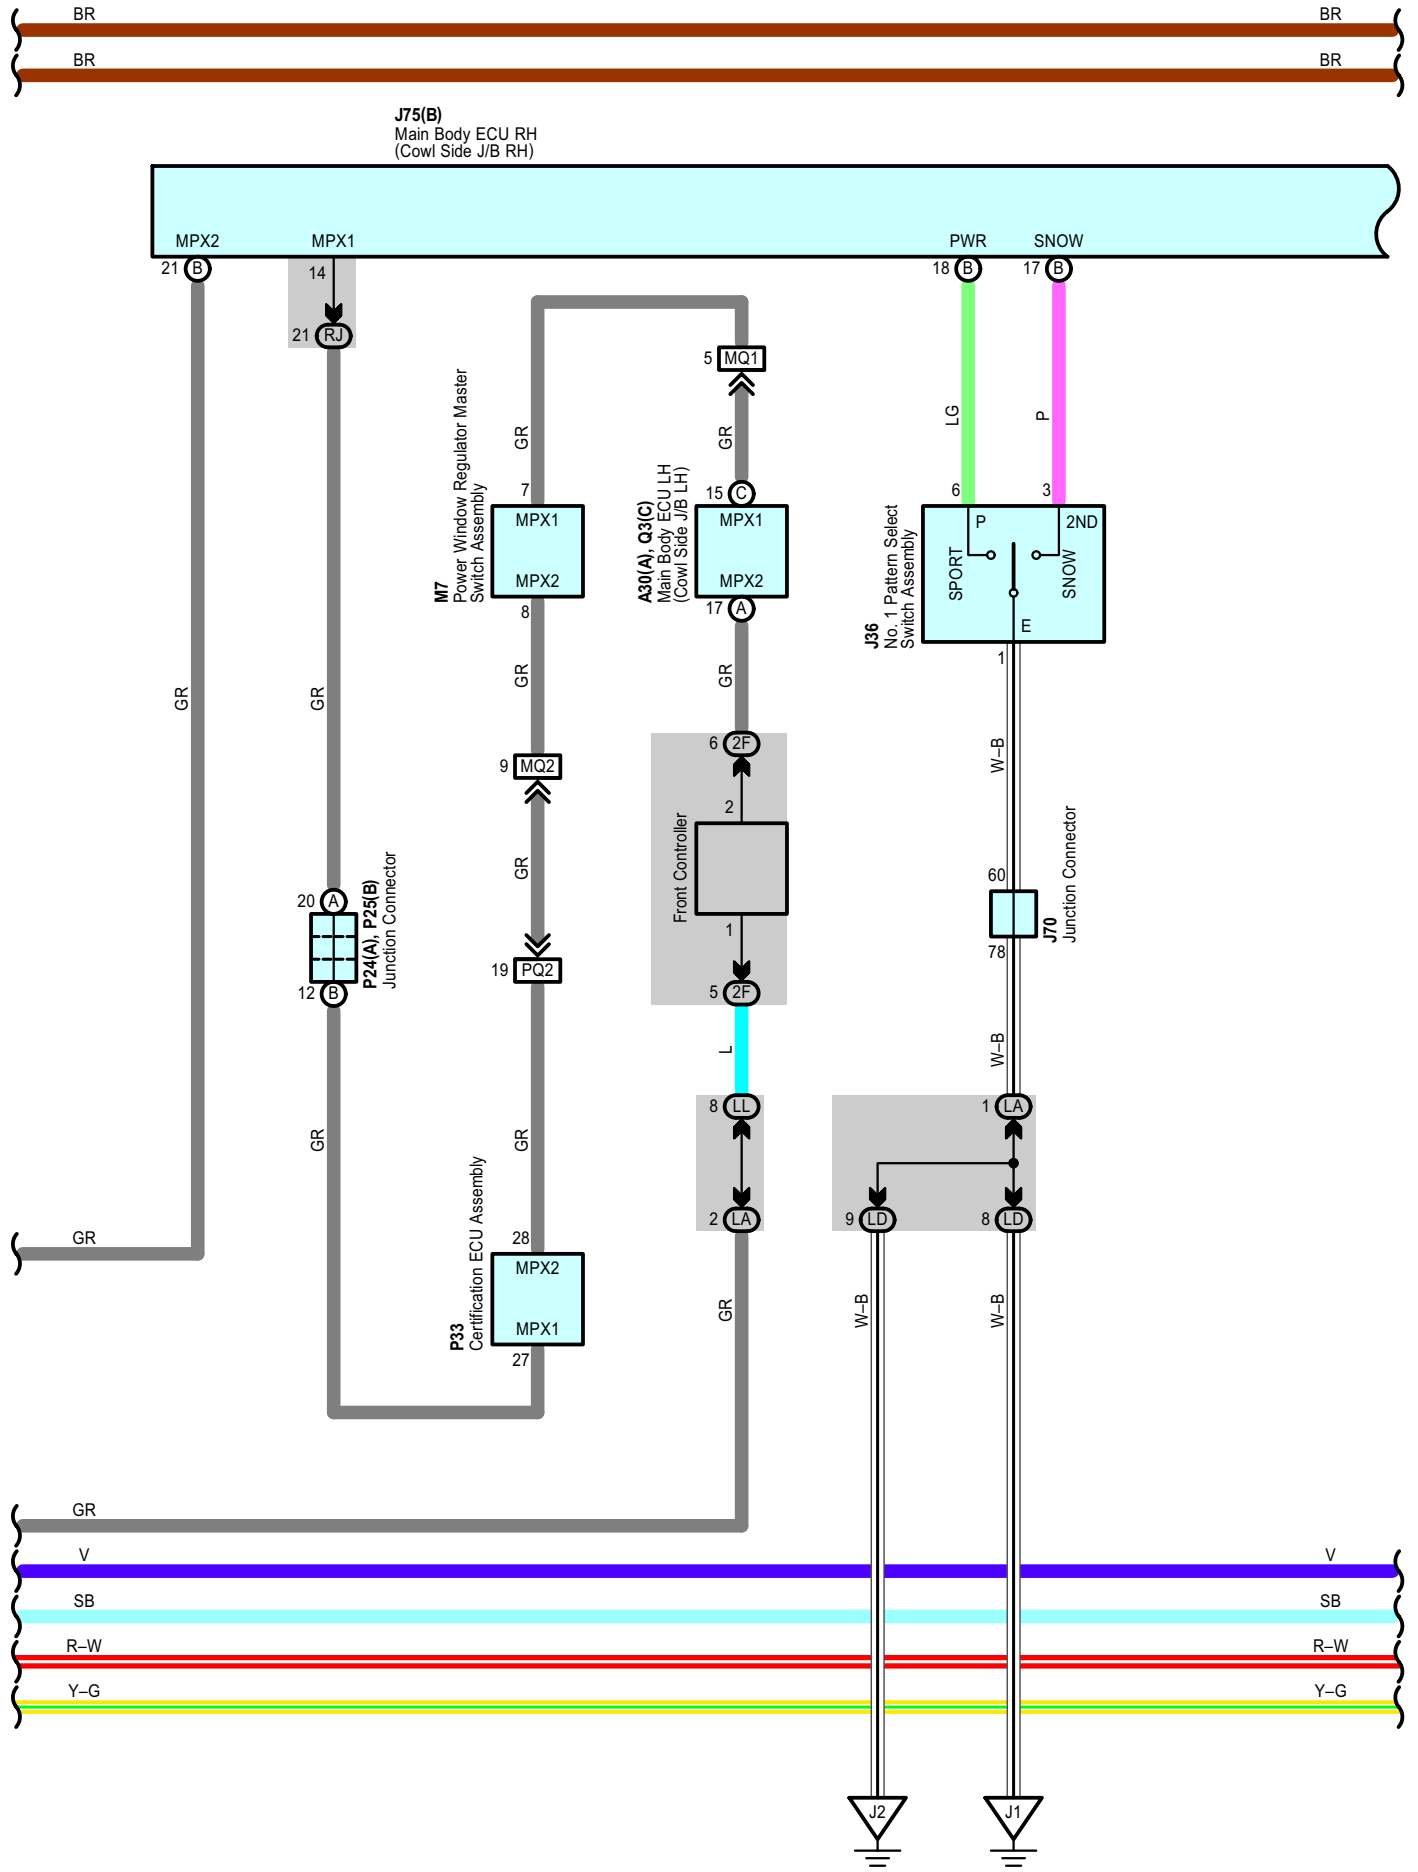 BR BR
BR BR
J75(B)
Main Body ECU RH
(Cowl Side J/B RH)
MPX2 MPX1 PWR SNOW
21 B 14 18 B 17 B
21 RJ
5 MQ1
GR GR LG P
M7
Power Window Regulator Master
Switch Assembly
7
MPX1
MPX2
8
A30(A), Q3(C)
Main Body ECU LH
(Cowl Side J/B LH)
15 C
MPX1
MPX2
17 A
J36
No. 1 Pattern Select
Switch Assembly
6 3
P 2ND
SPORT SNOW
E
1
GR GR GR GR
W–B
9 MQ2
6 2F
2
Front Controller
1
5 2F
GR
60
J70
Junction Connector
78
20 A
P24(A), P25(B)
Junction Connector
12 B
19 PQ2
L
W–B
8 LL 1 LA
GR GR
2 LA 9 LD 8 LD
GR
28
P33
Certification ECU Assembly
MPX2
MPX1
27
GR W–B W–B
GR
V V
SB SB
R–W R–W
Y–G Y–G
J2 J1